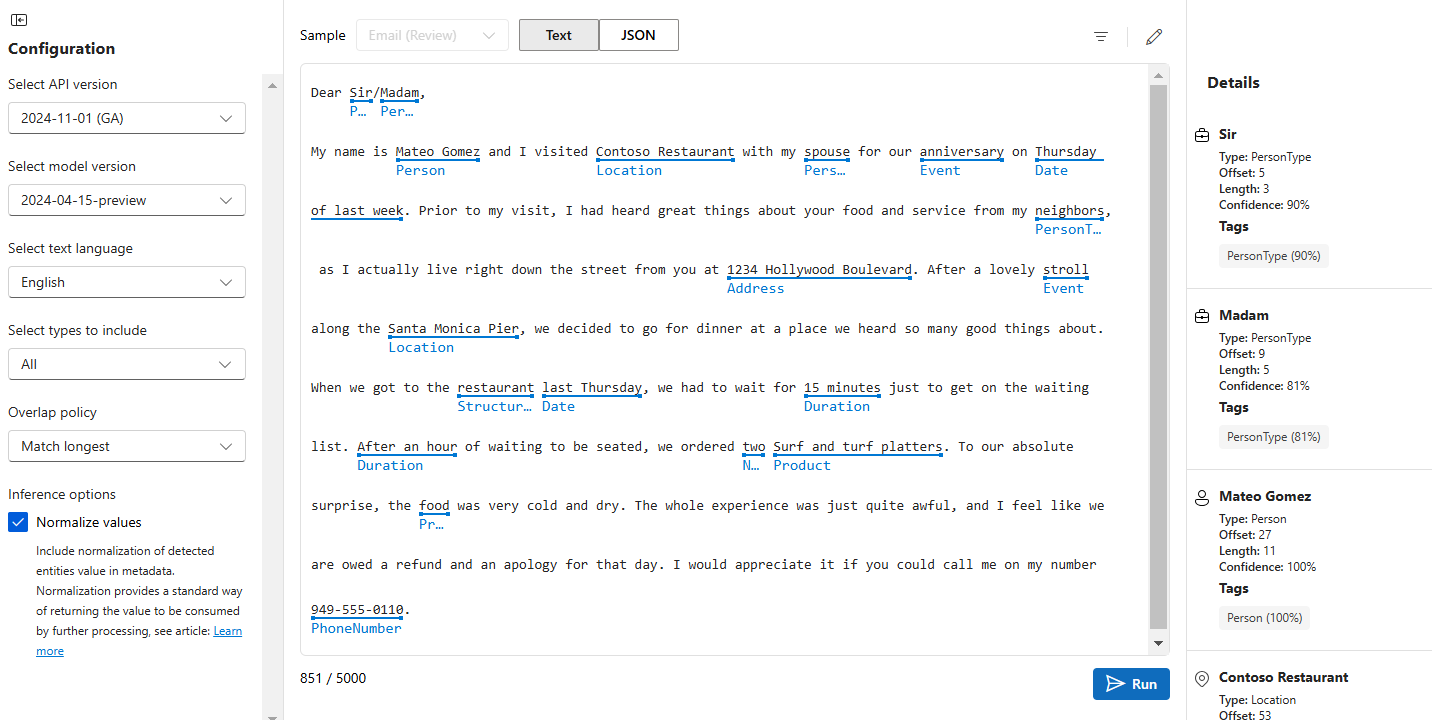 Configuration
Select API version
2024-11-01 (GA)
Select model version
2024-04-15-preview
Select text language
English
Select types to include
All
Overlap policy
Match longest
Inference options
Normalize values
Include normalization of detected
entities value in metadata.
Normalization provides a standard way
of returning the value to be consumed
by further processing, see article: Learn
more
Sample Email (Review) Text JSON
Dear Sir/Madam,
P… Per…
My name is Mateo Gomez and I visited Contoso Restaurant with my spouse for our anniversary on Thursday
Person Location Pers… Event Date
of last week. Prior to my visit, I had heard great things about your food and service from my neighbors,
PersonT…
as I actually live right down the street from you at 1234 Hollywood Boulevard. After a lovely stroll
Address Event
along the Santa Monica Pier, we decided to go for dinner at a place we heard so many good things about.
Location
When we got to the restaurant last Thursday, we had to wait for 15 minutes just to get on the waiting
Structur… Date Duration
list. After an hour of waiting to be seated, we ordered two Surf and turf platters. To our absolute
Duration N… Product
surprise, the food was very cold and dry. The whole experience was just quite awful, and I feel like we
Pr…
are owed a refund and an apology for that day. I would appreciate it if you could call me on my number
949-555-0110.
PhoneNumber
851 / 5000
Run
Details
Sir
Type: PersonType
Offset: 5
Length: 3
Confidence: 90%
Tags
PersonType (90%)
Madam
Type: PersonType
Offset: 9
Length: 5
Confidence: 81%
Tags
PersonType (81%)
Mateo Gomez
Type: Person
Offset: 27
Length: 11
Confidence: 100%
Tags
Person (100%)
Contoso Restaurant
Type: Location
Offset: 53